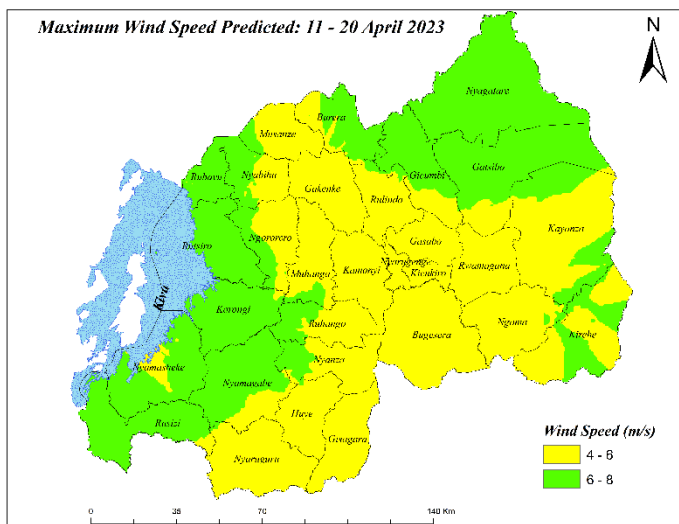 Maximum Wind Speed Predicted: 11 - 20 April 2023
N
Nyagatare
Burera
Musanze
Gicumbi
Gatsibo
Rubavu
Nyabihu
Gakenke
Rulindo
Kayonza
Rutsiro
Ngororero
Gasabo
Nyarugenge
Kicukiro
Rwamagana
Muhanga
Kamonyi
Kivu
Karongi
Ruhango
Bugesera
Ngoma
Kirehe
Nyamasheke
Nyanza
Nyamagabe
Huye
Rusizi
Gisagara
Nyaruguru
Wind Speed (m/s)
4 - 6
6 - 8
0 35 70 140 Km